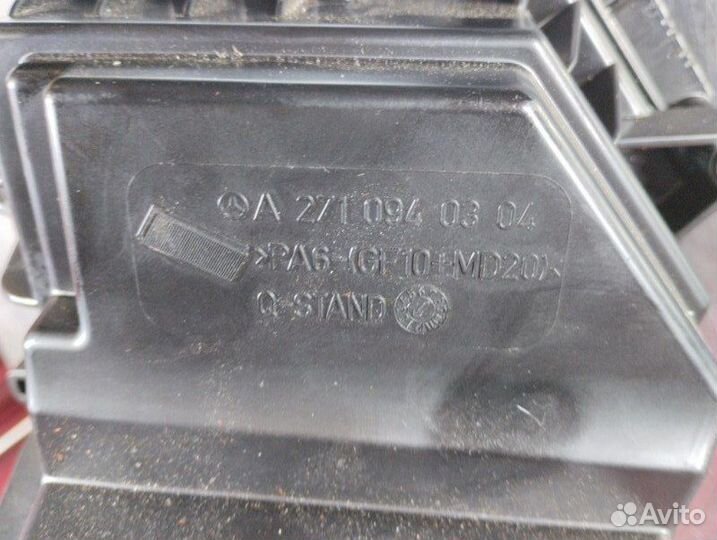 A 271 094 03 04
>PA6-(GF10+MD20)<
Q-STAND
Avito